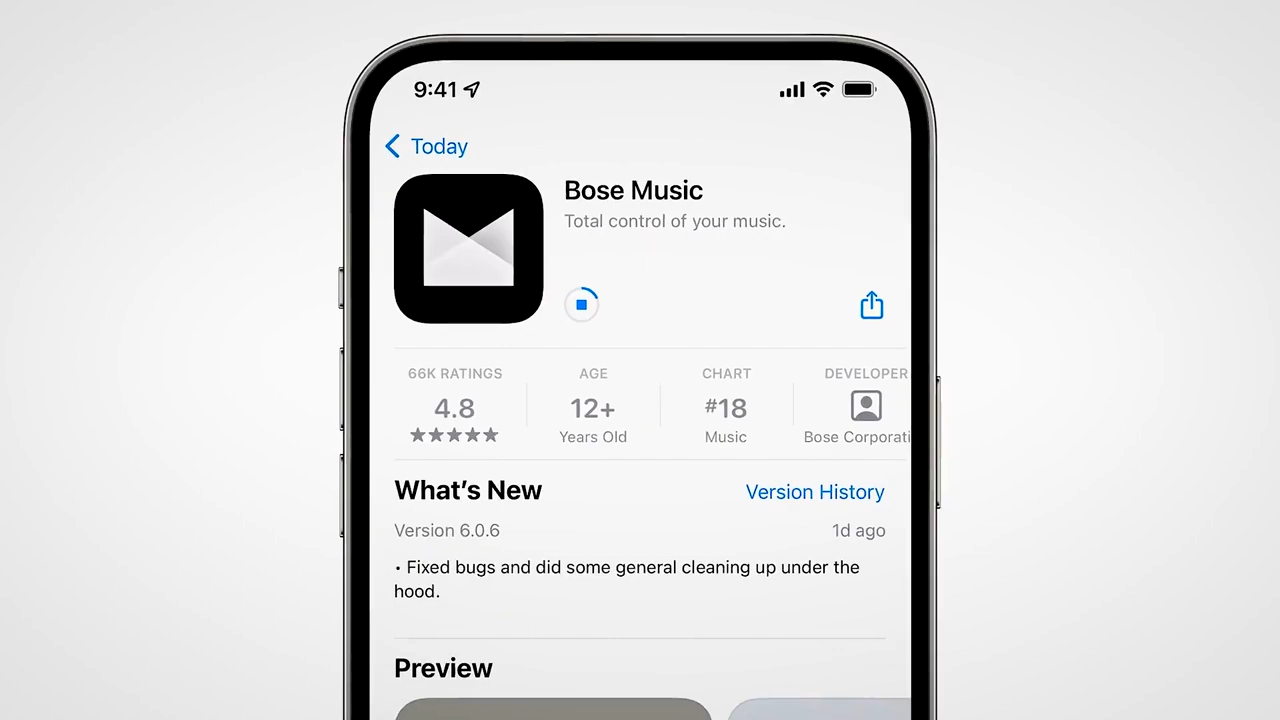 9:41
Today
Bose Music
Total control of your music.
66K RATINGS
4.8
★★★★★
AGE
12+
Years Old
CHART
#18
Music
DEVELOPER
Bose Corporati
What's New
Version History
Version 6.0.6
1d ago
• Fixed bugs and did some general cleaning up under the
hood.
Preview